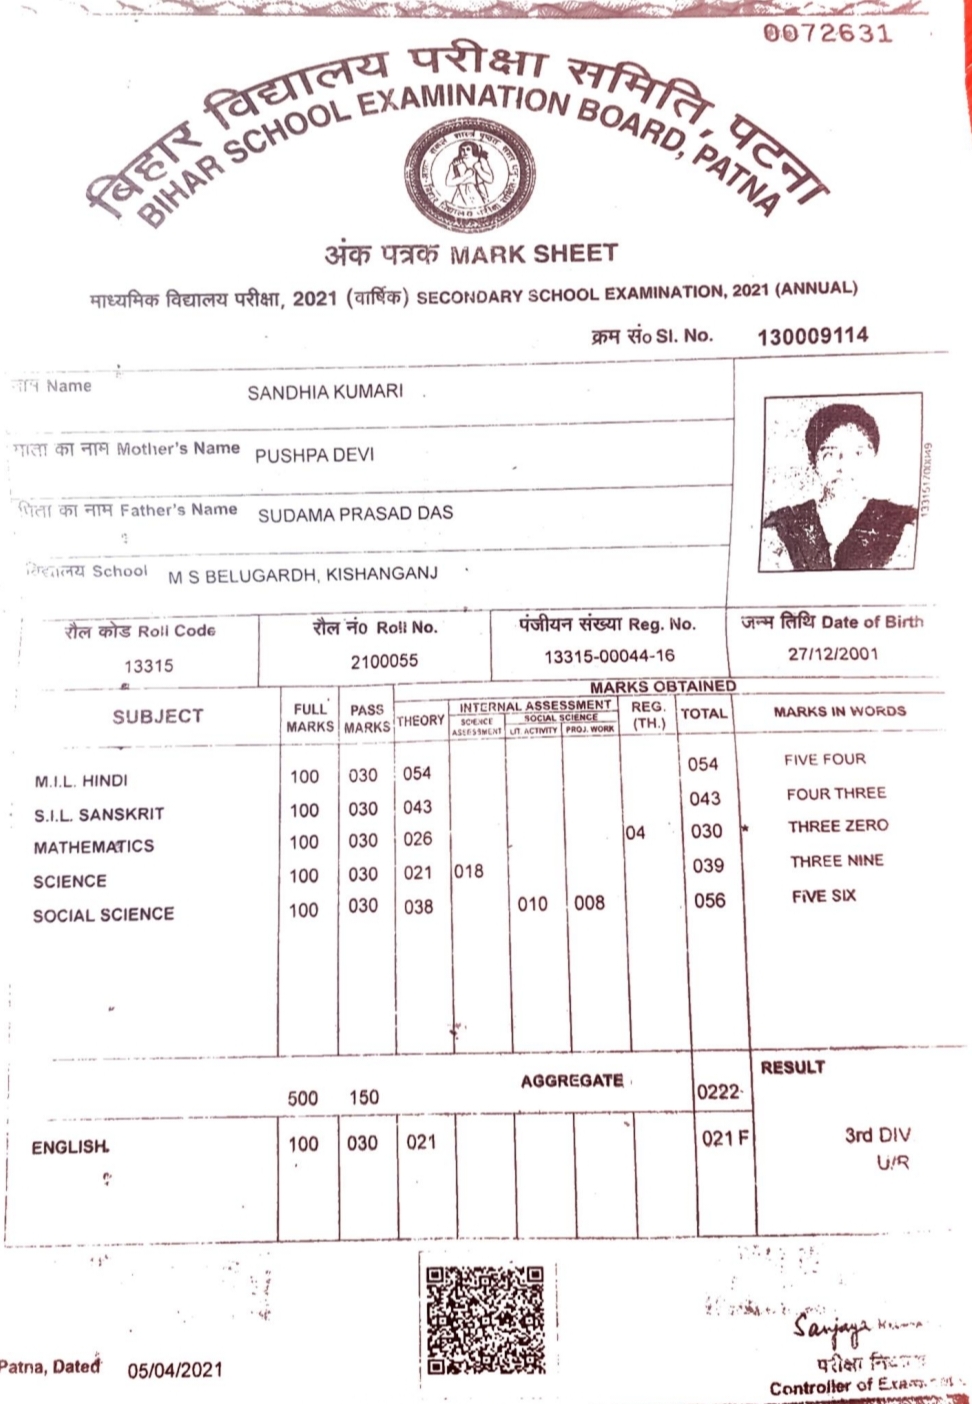 0072631
बिहार विद्यालय परीक्षा समिति, पटना
BIHAR SCHOOL EXAMINATION BOARD, PATNA
अंक पत्रक MARK SHEET
माध्यमिक विद्यालय परीक्षा, 2021 (वार्षिक) SECONDARY SCHOOL EXAMINATION, 2021 (ANNUAL)
क्रम सं० Sl. No. 130009114
नाम Name SANDHIA KUMARI
माता का नाम Mother's Name PUSHPA DEVI
पिता का नाम Father's Name SUDAMA PRASAD DAS
विद्यालय School M S BELUGARDH, KISHANGANJ
रौल कोड Roll Code रौल नं० Roll No. पंजीयन संख्या Reg. No. जन्म तिथि Date of Birth
13315 2100055 13315-00044-16 27/12/2001
MARKS OBTAINED
SUBJECT FULL MARKS PASS MARKS THEORY INTERNAL ASSESSMENT REG. (TH.) TOTAL MARKS IN WORDS
SCIENCE ASSESSMENT SOCIAL SCIENCE
LIT. ACTIVITY PROJ. WORK
M.I.L. HINDI 100 030 054 054 FIVE FOUR
S.I.L. SANSKRIT 100 030 043 043 FOUR THREE
MATHEMATICS 100 030 026 04 030 * THREE ZERO
SCIENCE 100 030 021 018 039 THREE NINE
SOCIAL SCIENCE 100 030 038 010 008 056 FIVE SIX
500 150 AGGREGATE 0222 RESULT
ENGLISH 100 030 021 021 F 3rd DIV
U/R
Sanjaya
Patna, Dated 05/04/2021
परीक्षा
Controller of